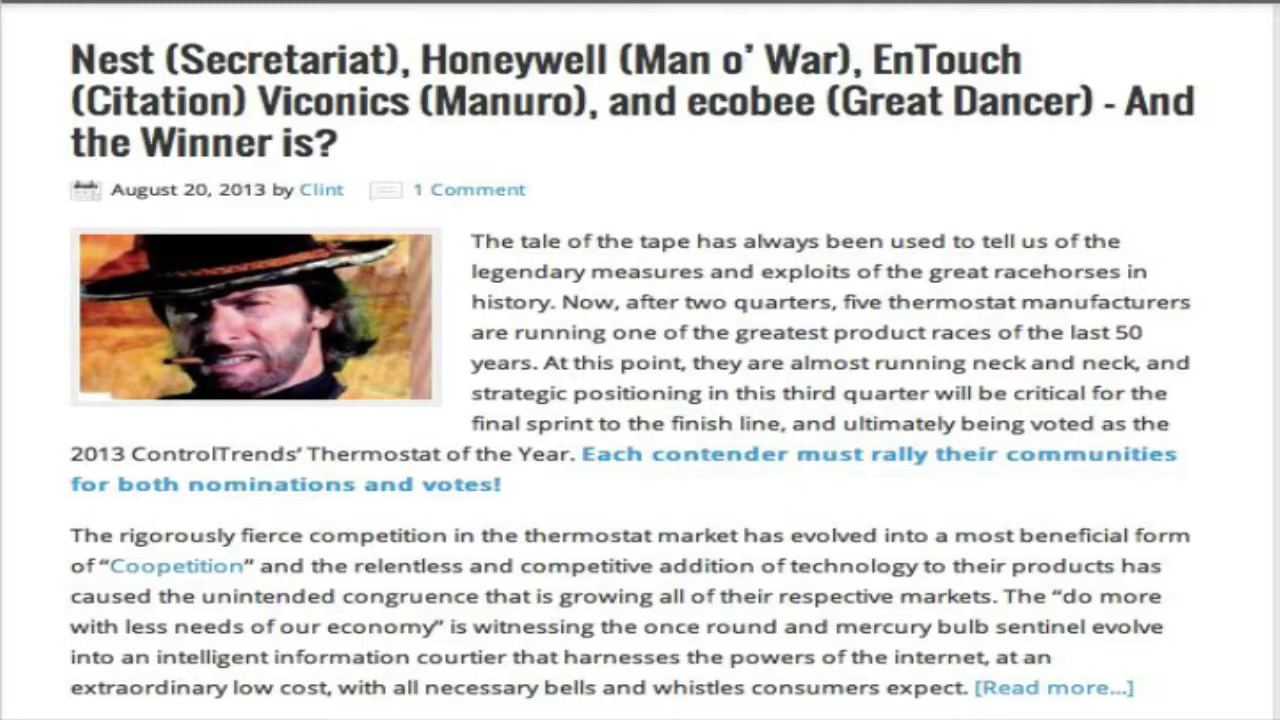 Nest (Secretariat), Honeywell (Man o’ War), EnTouch
(Citation) Viconics (Manuro), and ecobee (Great Dancer) - And
the Winner is?
August 20, 2013 by Clint 1 Comment
The tale of the tape has always been used to tell us of the
legendary measures and exploits of the great racehorses in
history. Now, after two quarters, five thermostat manufacturers
are running one of the greatest product races of the last 50
years. At this point, they are almost running neck and neck, and
strategic positioning in this third quarter will be critical for the
final sprint to the finish line, and ultimately being voted as the
2013 ControlTrends’ Thermostat of the Year. Each contender must rally their communities
for both nominations and votes!
The rigorously fierce competition in the thermostat market has evolved into a most beneficial form
of “Coopetition” and the relentless and competitive addition of technology to their products has
caused the unintended congruence that is growing all of their respective markets. The “do more
with less needs of our economy” is witnessing the once round and mercury bulb sentinel evolve
into an intelligent information courtier that harnesses the powers of the internet, at an
extraordinary low cost, with all necessary bells and whistles consumers expect. [Read more...]